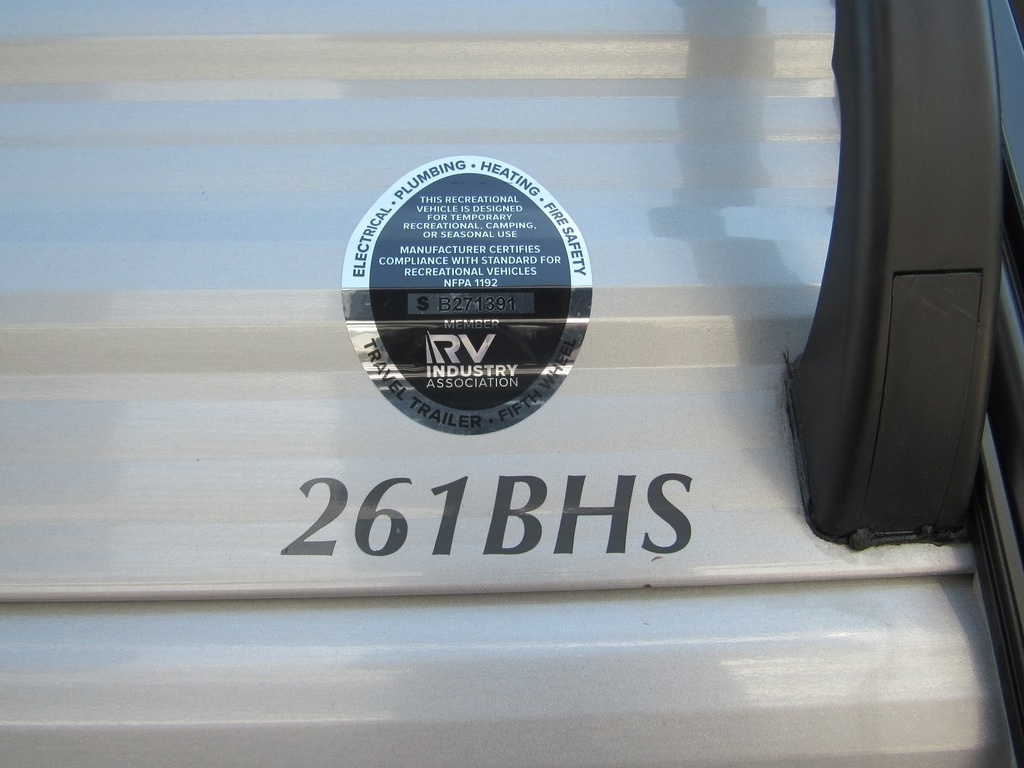 ELECTRICAL • PLUMBING • HEATING • FIRE SAFETY
THIS RECREATIONAL
VEHICLE IS DESIGNED
FOR TEMPORARY
RECREATIONAL, CAMPING,
OR SEASONAL USE
MANUFACTURER CERTIFIES
COMPLIANCE WITH STANDARD FOR
RECREATIONAL VEHICLES
NFPA 1192
S B271391
MEMBER
RV
INDUSTRY
ASSOCIATION
TRAVEL TRAILER • FIFTH WHEEL
261BHS